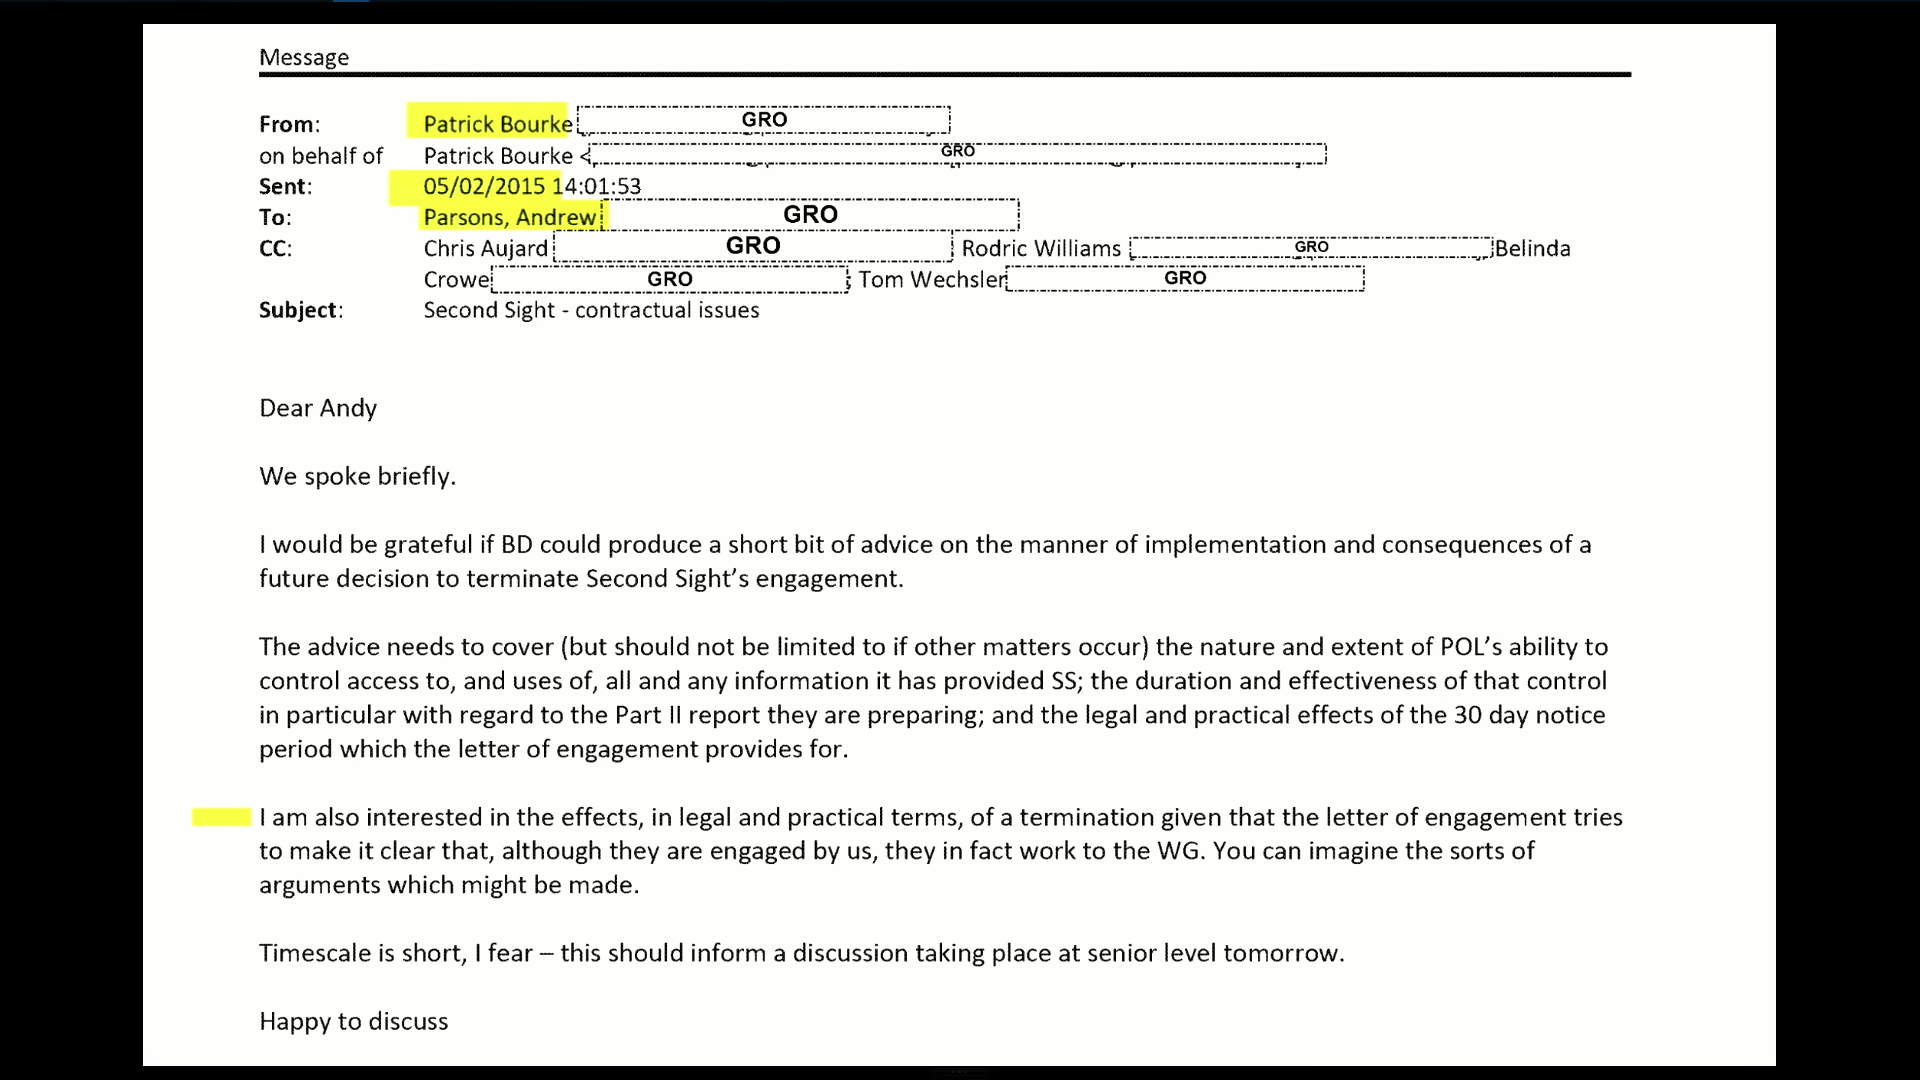 Message
From: Patrick Bourke GRO
on behalf of Patrick Bourke < GRO
Sent: 05/02/2015 14:01:53
To: Parsons, Andrew GRO
CC: Chris Aujard GRO Rodric Williams GRO Belinda
Crowe GRO ; Tom Wechsler GRO
Subject: Second Sight - contractual issues
Dear Andy
We spoke briefly.
I would be grateful if BD could produce a short bit of advice on the manner of implementation and consequences of a
future decision to terminate Second Sight’s engagement.
The advice needs to cover (but should not be limited to if other matters occur) the nature and extent of POL’s ability to
control access to, and uses of, all and any information it has provided SS; the duration and effectiveness of that control
in particular with regard to the Part II report they are preparing; and the legal and practical effects of the 30 day notice
period which the letter of engagement provides for.
I am also interested in the effects, in legal and practical terms, of a termination given that the letter of engagement tries
to make it clear that, although they are engaged by us, they in fact work to the WG. You can imagine the sorts of
arguments which might be made.
Timescale is short, I fear – this should inform a discussion taking place at senior level tomorrow.
Happy to discuss